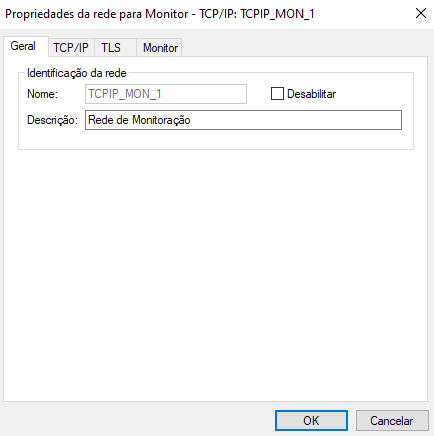 Propriedades da rede para Monitor - TCP/IP: TCPIP_MON_1
Geral TCP/IP TLS Monitor
Identificação da rede
Nome: TCPIP_MON_1 Desabilitar
Descrição: Rede de Monitoração
OK Cancelar